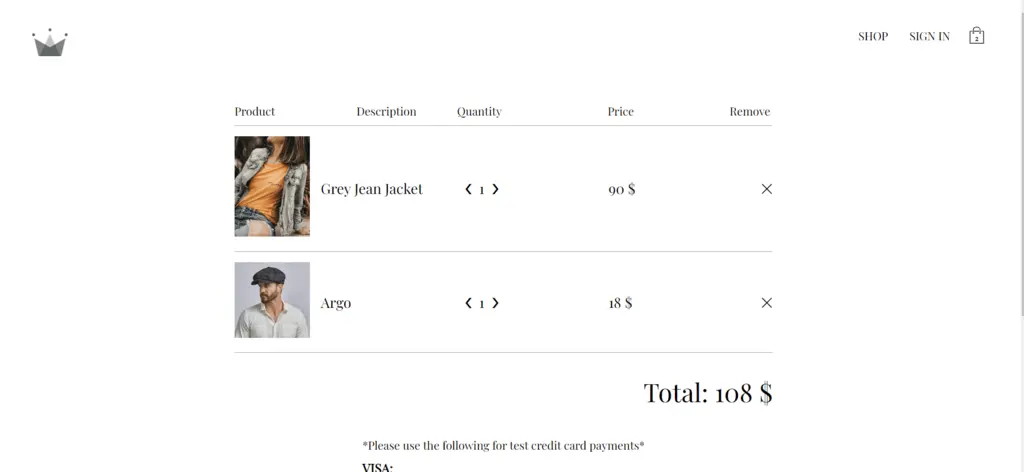 SHOP SIGN IN 2
Product Description Quantity Price Remove
Grey Jean Jacket ❮ 1 ❯ 90 $
Argo ❮ 1 ❯ 18 $
Total: 108 $
*Please use the following for test credit card payments*
VISA: